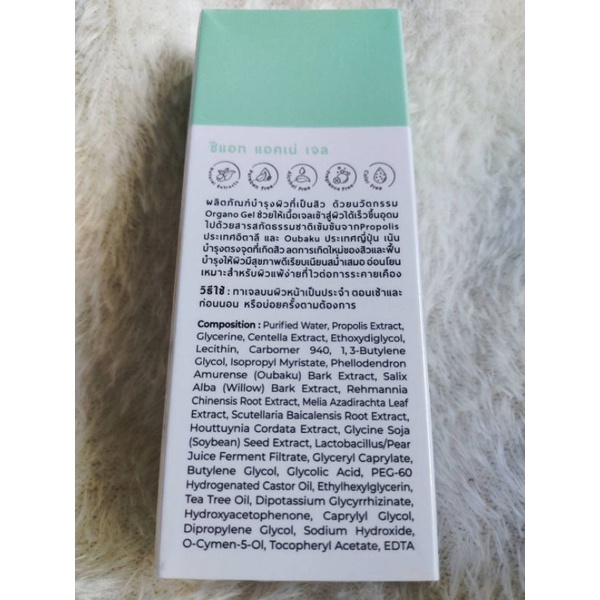 ซีแอท แอคเน่ เจล
Herbal Extracts
Paraben Free
Alcohol Free
Fragrance Free
Color Free
ผลิตภัณฑ์บำรุงผิวที่เป็นสิว ด้วยนวัตกรรม
Organo Gel ช่วยให้เนื้อเจลเข้าสู่ผิวได้เร็วขึ้นอุดม
ไปด้วยสารสกัดธรรมชาติเข้มข้นจากPropolis
ประเทศอิตาลี และ Oubaku ประเทศญี่ปุ่น เน้น
บำรุงตรงจุดที่เกิดสิว ลดการเกิดใหม่ของสิวและฟื้น
บำรุงให้ผิวมีสุขภาพดีเรียบเนียนสม่ำเสมอ อ่อนโยน
เหมาะสำหรับผิวแพ้ง่ายที่ไวต่อการระคายเคือง
วิธีใช้ : ทาเจลบนผิวหน้าเป็นประจำ ตอนเช้าและ
ก่อนนอน หรือบ่อยครั้งตามต้องการ
Composition : Purified Water, Propolis Extract,
Glycerine, Centella Extract, Ethoxydiglycol,
Lecithin, Carbomer 940, 1,3-Butylene
Glycol, Isopropyl Myristate, Phellodendron
Amurense (Oubaku) Bark Extract, Salix
Alba (Willow) Bark Extract, Rehmannia
Chinensis Root Extract, Melia Azadirachta Leaf
Extract, Scutellaria Baicalensis Root Extract,
Houttuynia Cordata Extract, Glycine Soja
(Soybean) Seed Extract, Lactobacillus/Pear
Juice Ferment Filtrate, Glyceryl Caprylate,
Butylene Glycol, Glycolic Acid, PEG-60
Hydrogenated Castor Oil, Ethylhexylglycerin,
Tea Tree Oil, Dipotassium Glycyrrhizinate,
Hydroxyacetophenone, Caprylyl Glycol,
Dipropylene Glycol, Sodium Hydroxide,
O-Cymen-5-Ol, Tocopheryl Acetate, EDTA